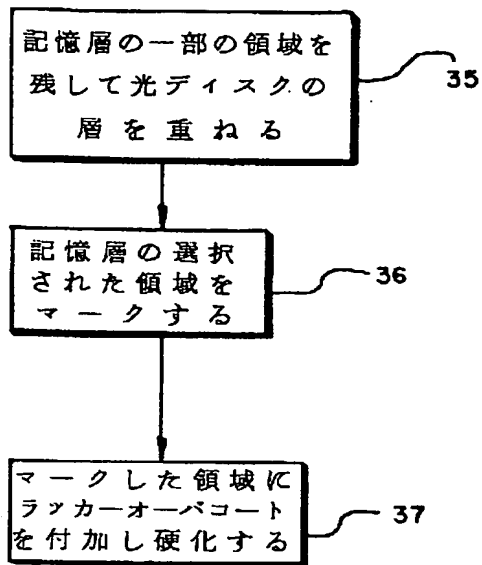 記憶層の一部の領域を
残して光ディスクの
層を重ねる
35
記憶層の選択
された領域を
マークする
36
マークした領域に
ラッカーオーバコート
を付加し硬化する
37